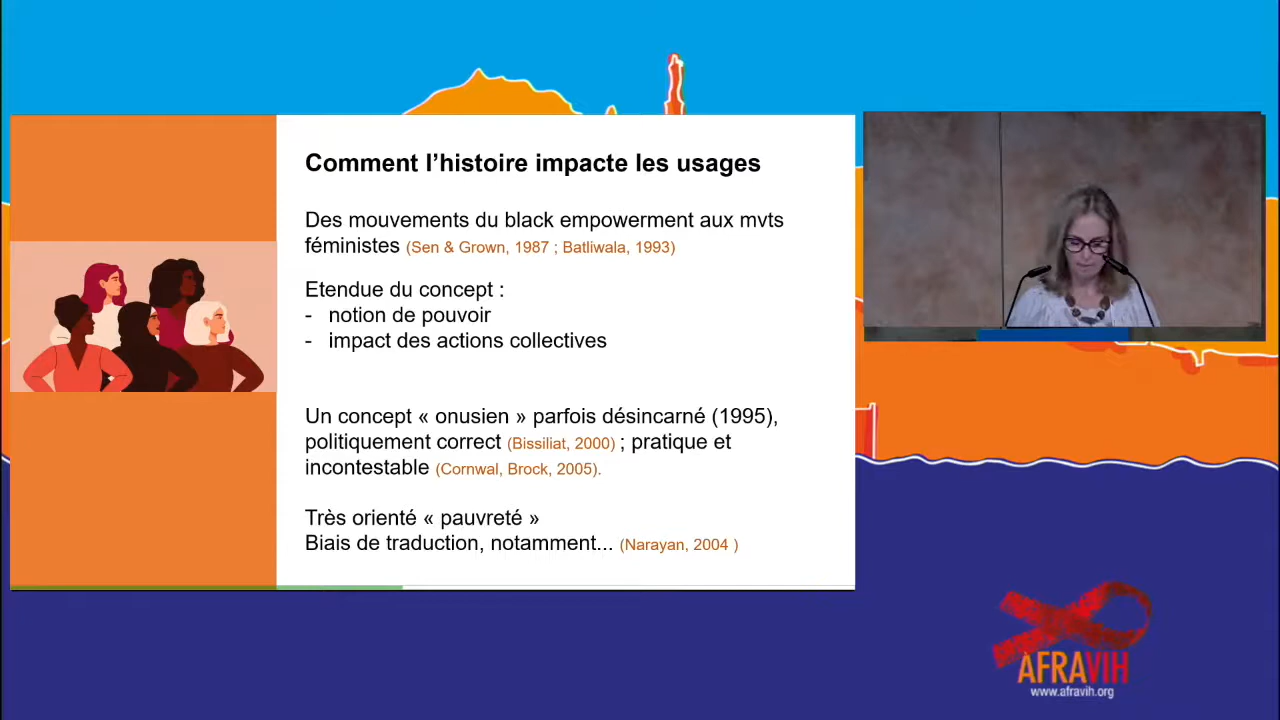 Comment l’histoire impacte les usages
Des mouvements du black empowerment aux mvts
féministes (Sen & Grown, 1987 ; Batliwala, 1993)
Etendue du concept :
- notion de pouvoir
- impact des actions collectives
Un concept « onusien » parfois désincarné (1995),
politiquement correct (Bissiliat, 2000) ; pratique et
incontestable (Cornwal, Brock, 2005).
Très orienté « pauvreté »
Biais de traduction, notamment... (Narayan, 2004 )
AFRAVIH
www.afravih.org